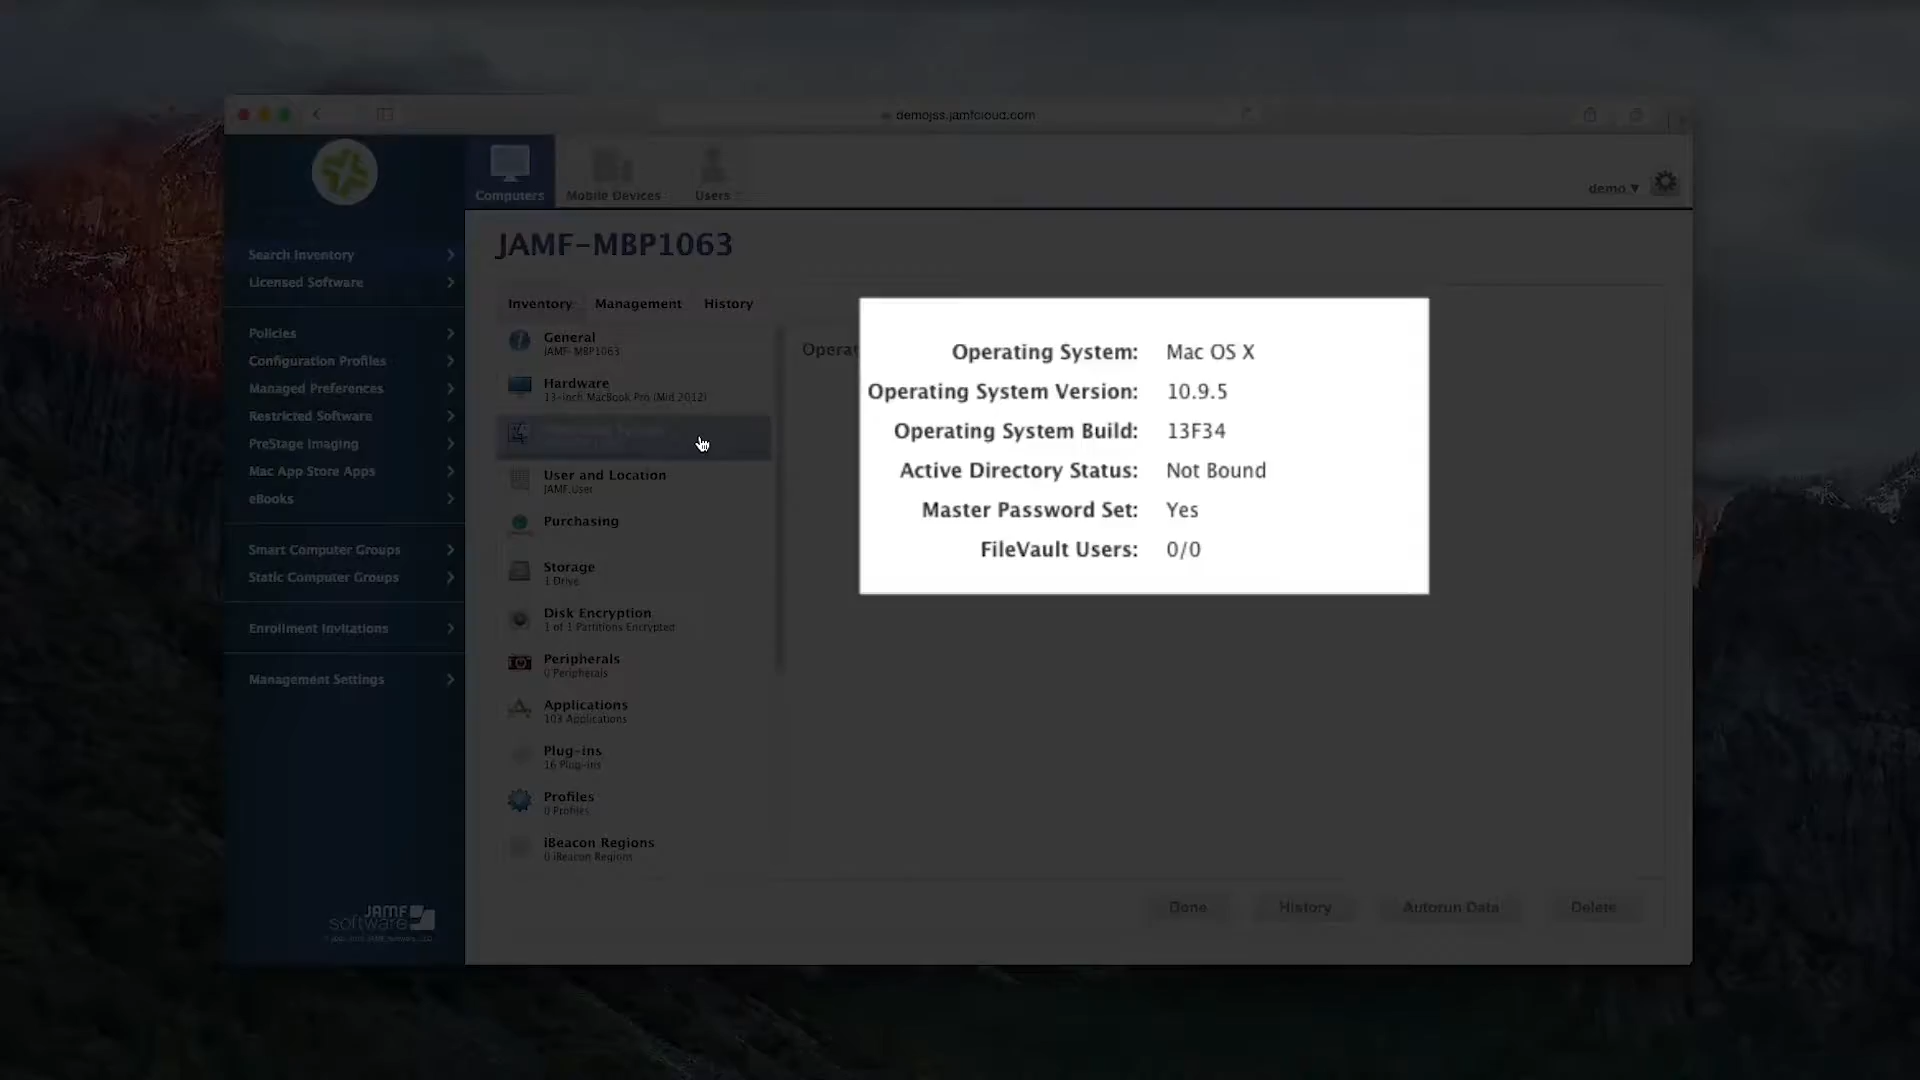 demojss.jamfcloud.com
Computers
Mobile Devices
Users
demo ▼
JAMF-MBP1063
Search Inventory
Licensed Software
Policies
Configuration Profiles
Managed Preferences
Restricted Software
PreStage Imaging
Mac App Store Apps
eBooks
Smart Computer Groups
Static Computer Groups
Enrollment Invitations
Management Settings
JAMF
software
Inventory
Management
History
General
JAMF-MBP1063
Hardware
13-inch MacBook Pro (Mid 2012)
User and Location
JAMF.User
Purchasing
Storage
1 Drive
Disk Encryption
1 of 1 Partitions Encrypted
Peripherals
0 Peripherals
Applications
103 Applications
Plug-ins
16 Plug-ins
Profiles
0 Profiles
iBeacon Regions
0 iBeacon Regions
Operat
Operating System: Mac OS X
Operating System Version: 10.9.5
Operating System Build: 13F34
Active Directory Status: Not Bound
Master Password Set: Yes
FileVault Users: 0/0
Done
History
Autorun Data
Delete